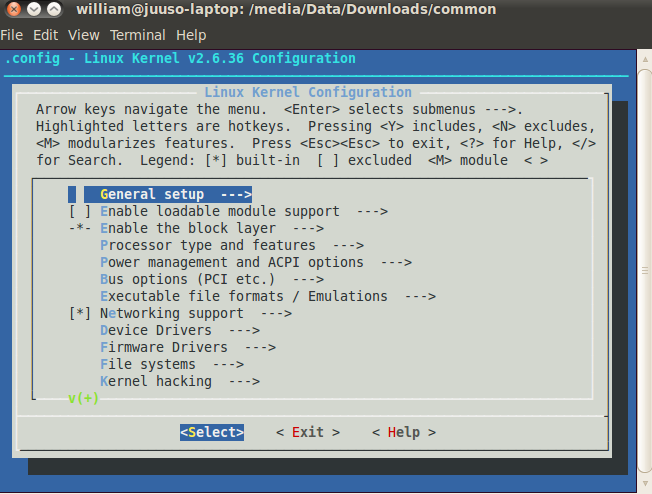 william@juuso-laptop: /media/Data/Downloads/common
File Edit View Terminal Help
.config - Linux Kernel v2.6.36 Configuration
Linux Kernel Configuration
Arrow keys navigate the menu.  <Enter> selects submenus --->.
Highlighted letters are hotkeys.  Pressing <Y> includes, <N> excludes,
<M> modularizes features.  Press <Esc><Esc> to exit, <?> for Help, </>
for Search.  Legend: [*] built-in  [ ] excluded  <M> module  < >
General setup  --->
[ ] Enable loadable module support  --->
-*- Enable the block layer  --->
Processor type and features  --->
Power management and ACPI options  --->
Bus options (PCI etc.)  --->
Executable file formats / Emulations  --->
[*] Networking support  --->
Device Drivers  --->
Firmware Drivers  --->
File systems  --->
Kernel hacking  --->
v(+)
<Select>    < Exit >    < Help >